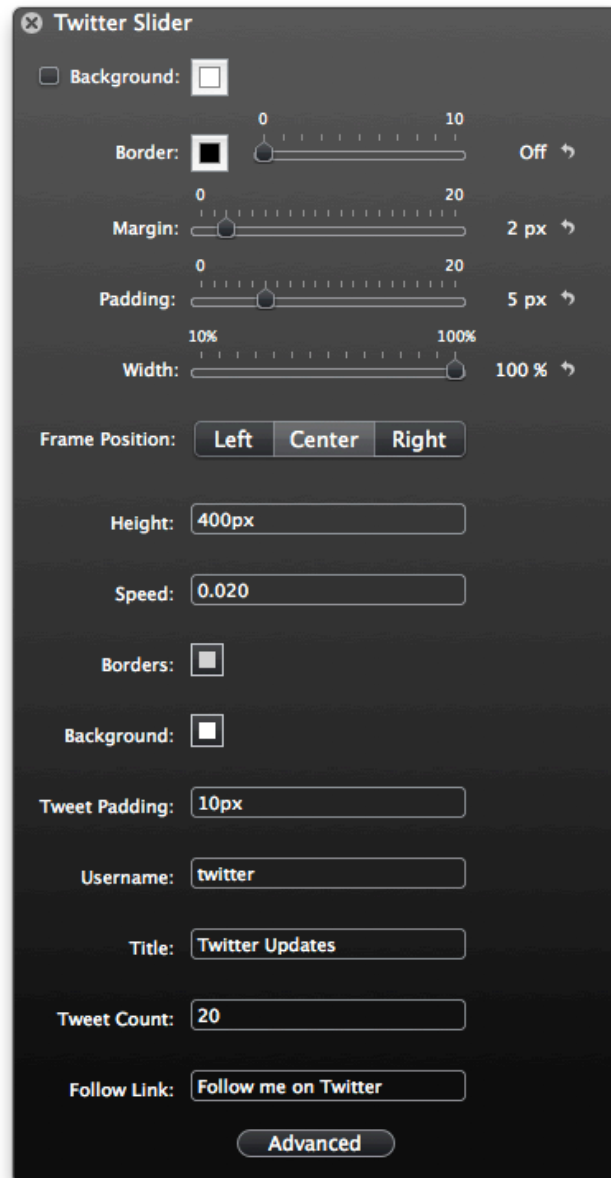 Twitter Slider
Background:
0 10
Border: Off
0 20
Margin: 2 px
0 20
Padding: 5 px
10% 100%
Width: 100 %
Frame Position: Left Center Right
Height: 400px
Speed: 0.020
Borders:
Background:
Tweet Padding: 10px
Username: twitter
Title: Twitter Updates
Tweet Count: 20
Follow Link: Follow me on Twitter
Advanced